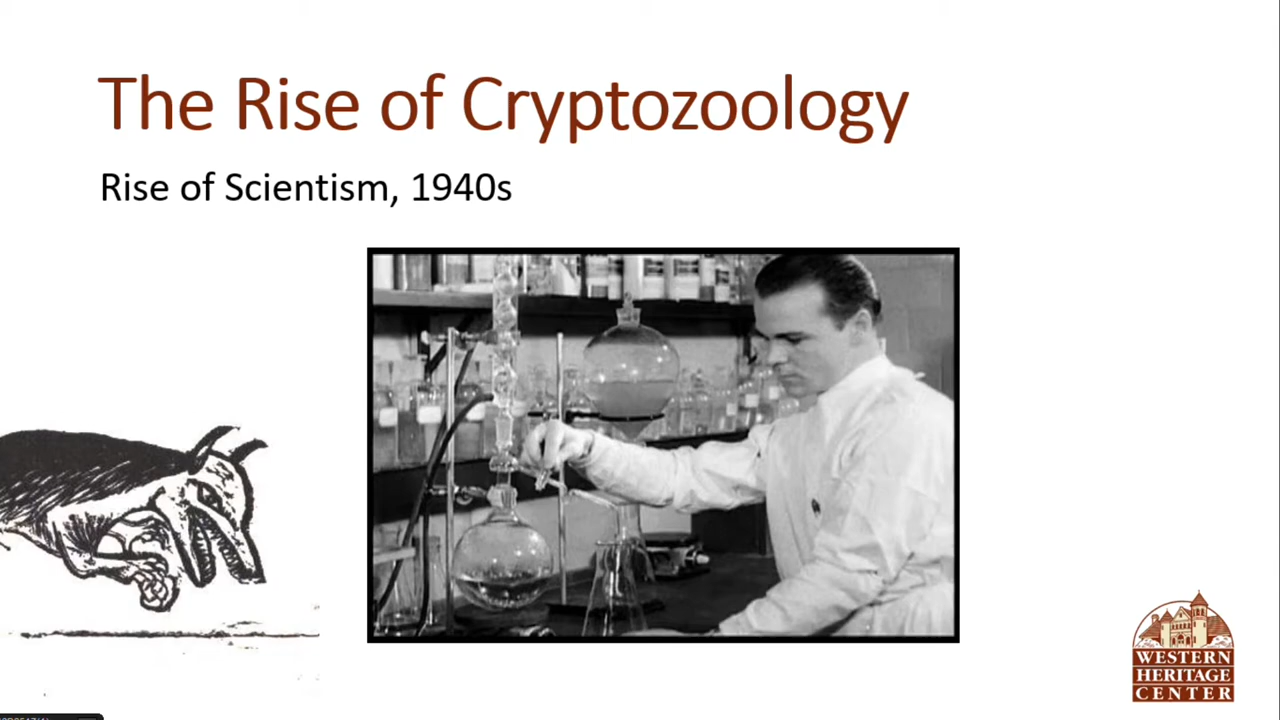 The Rise of Cryptozoology
Rise of Scientism, 1940s
WESTERN
HERITAGE
CENTER